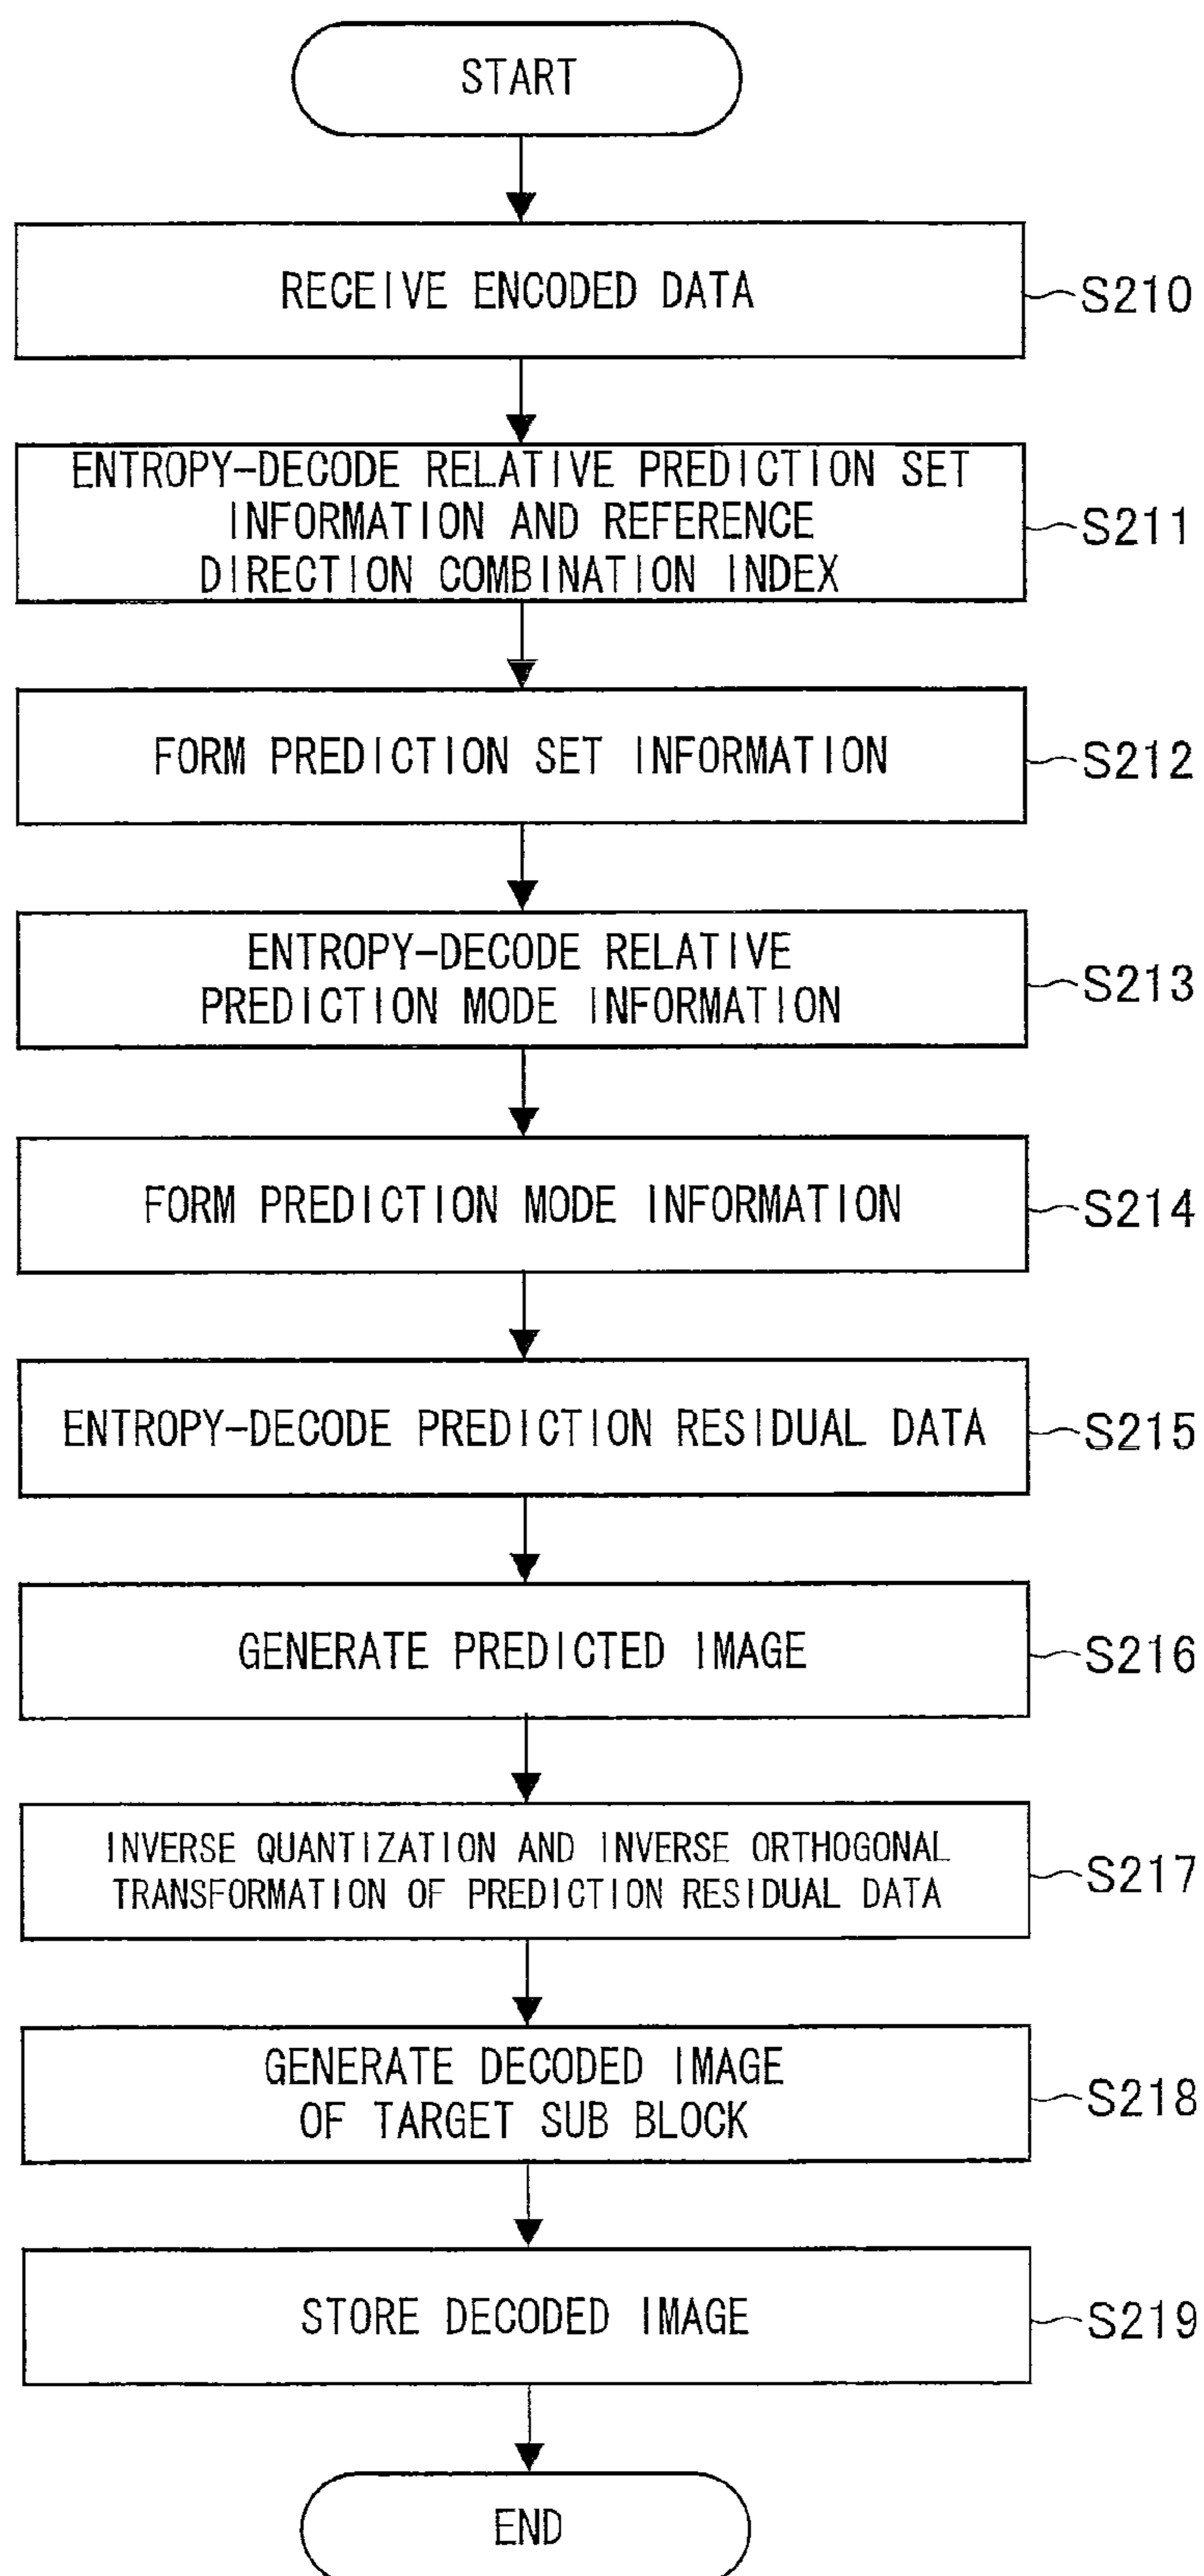 START
RECEIVE ENCODED DATA
S210
ENTROPY-DECODE RELATIVE PREDICTION SET
INFORMATION AND REFERENCE
DIRECTION COMBINATION INDEX
S211
FORM PREDICTION SET INFORMATION
S212
ENTROPY-DECODE RELATIVE
PREDICTION MODE INFORMATION
S213
FORM PREDICTION MODE INFORMATION
S214
ENTROPY-DECODE PREDICTION RESIDUAL DATA
S215
GENERATE PREDICTED IMAGE
S216
INVERSE QUANTIZATION AND INVERSE ORTHOGONAL
TRANSFORMATION OF PREDICTION RESIDUAL DATA
S217
GENERATE DECODED IMAGE
OF TARGET SUB BLOCK
S218
STORE DECODED IMAGE
S219
END